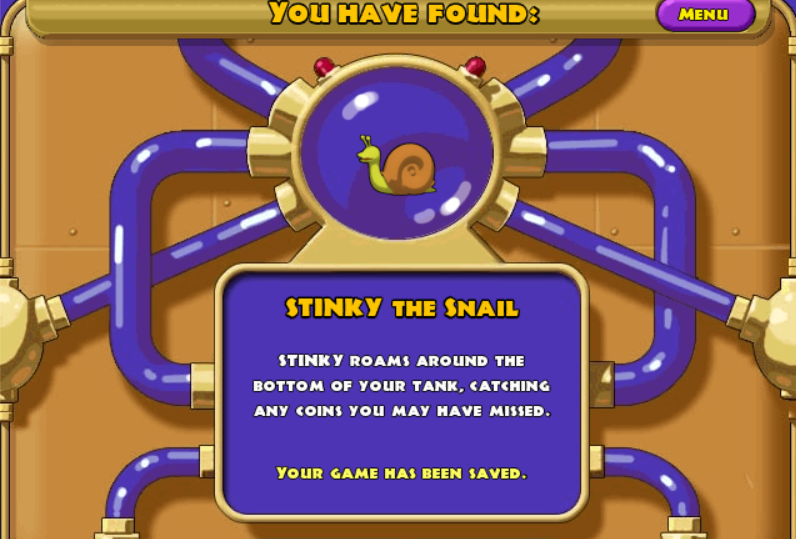 You have found:
Menu
STINKY the Snail
STINKY roams around the
bottom of your tank, catching
any coins you may have missed.
Your game has been saved.